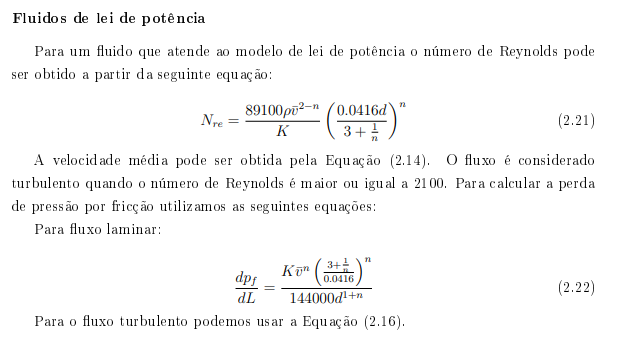 Fluidos de lei de potência
Para um fluido que atende ao modelo de lei de potência o número de Reynolds pode
ser obtido a partir da seguinte equação:
N_{re} = \frac{89100 \rho \bar{v}^{2-n}}{K} \left( \frac{0.0416d}{3 + \frac{1}{n}} \right)^n (2.21)
A velocidade média pode ser obtida pela Equação (2.14). O fluxo é considerado
turbulento quando o número de Reynolds é maior ou igual a 2100. Para calcular a perda
de pressão por fricção utilizamos as seguintes equações:
Para fluxo laminar:
\frac{dp_f}{dL} = \frac{K \bar{v}^n \left( \frac{3 + \frac{1}{n}}{0.0416} \right)^n}{144000 d^{1+n}} (2.22)
Para o fluxo turbulento podemos usar a Equação (2.16).